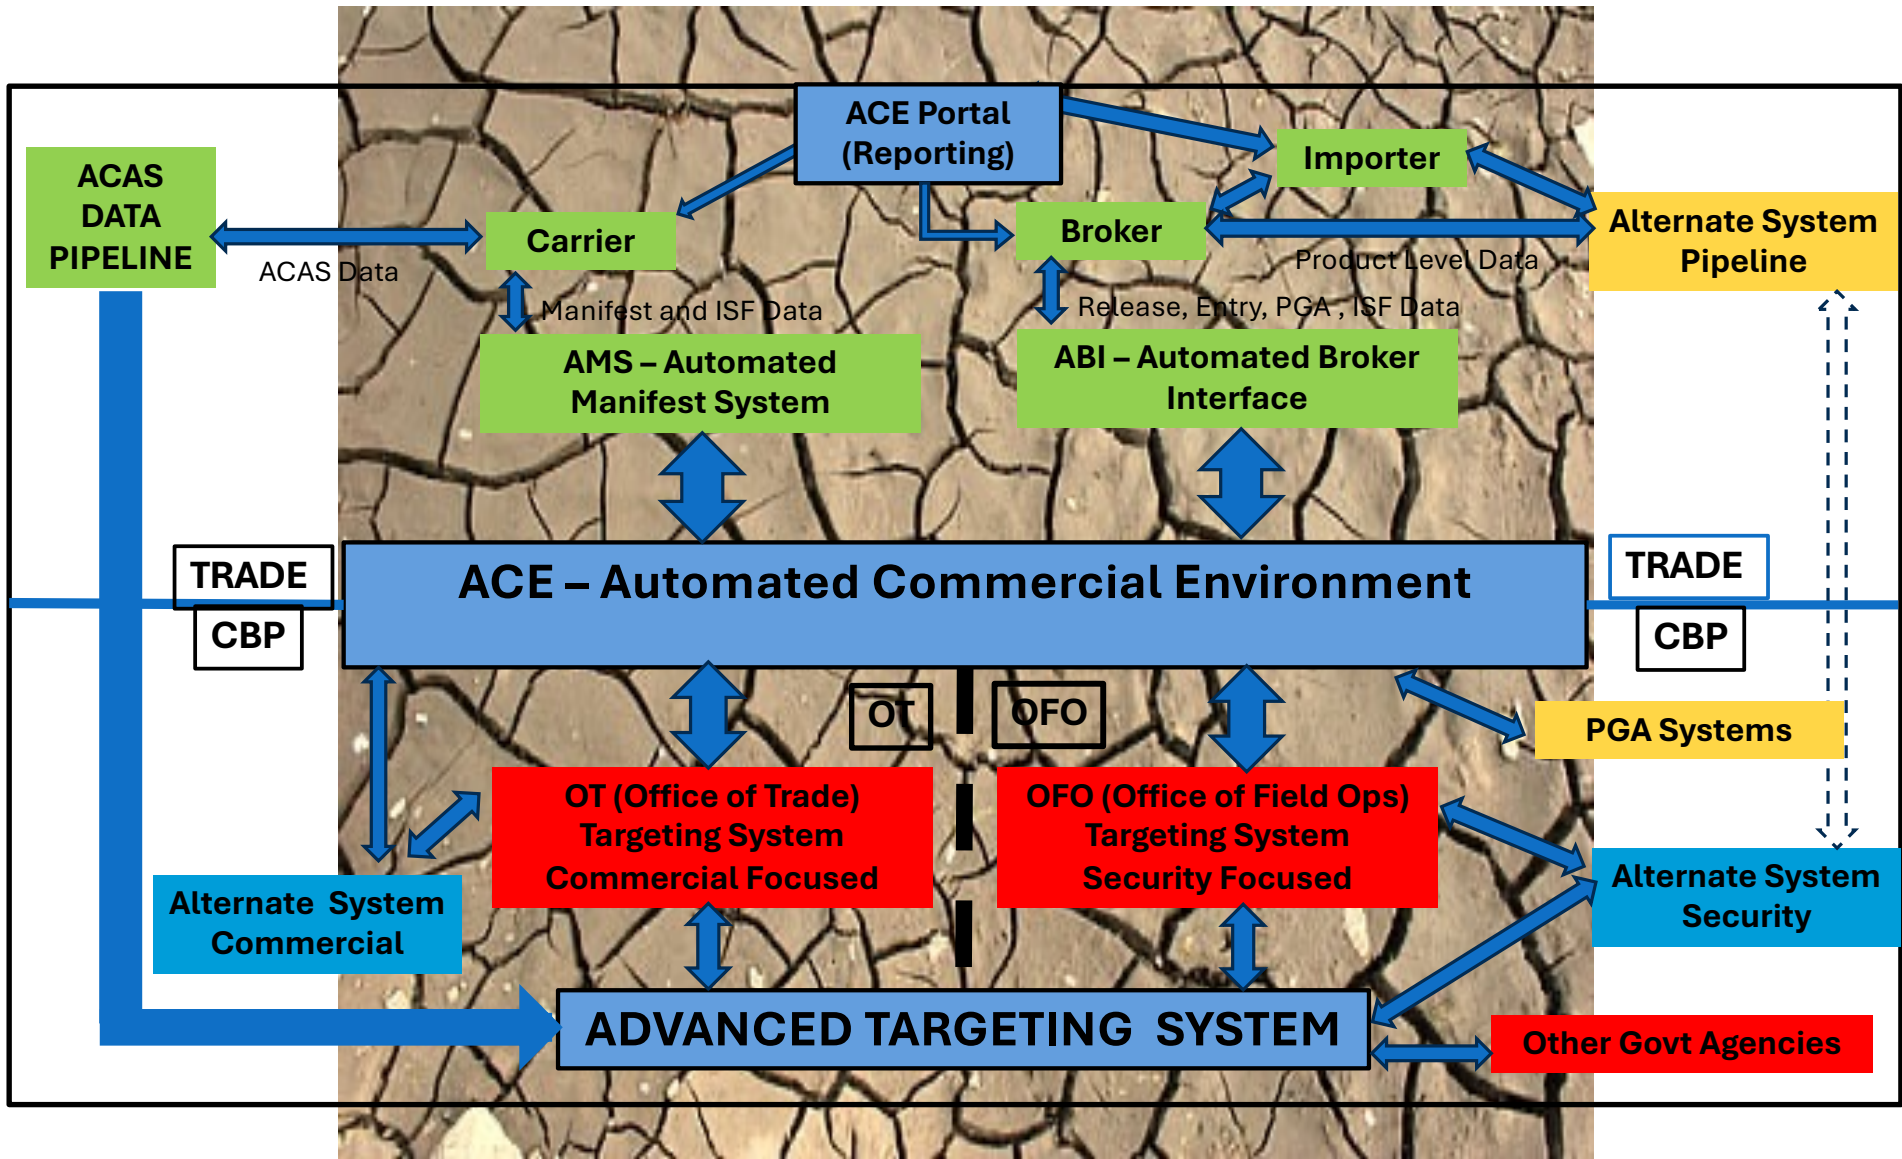 ACE Portal
(Reporting)
Importer
ACAS
DATA
PIPELINE
Carrier
Broker
Alternate System
Pipeline
ACAS Data
Product Level Data
Manifest and ISF Data
Release, Entry, PGA , ISF Data
AMS – Automated
Manifest System
ABI – Automated Broker
Interface
TRADE
CBP
ACE – Automated Commercial Environment
TRADE
CBP
OT
OFO
PGA Systems
OT (Office of Trade)
Targeting System
Commercial Focused
OFO (Office of Field Ops)
Targeting System
Security Focused
Alternate System
Commercial
Alternate System
Security
ADVANCED TARGETING SYSTEM
Other Govt Agencies